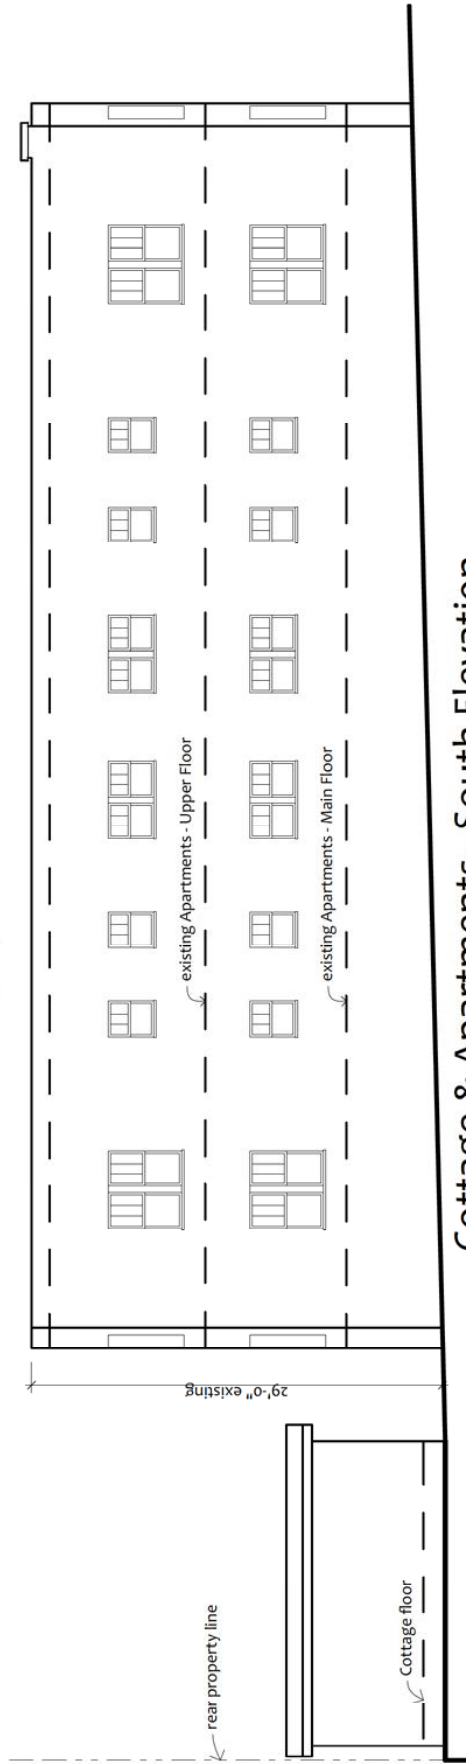 existing Apartments - Upper Floor
existing Apartments - Main Floor
29'-0" existing
rear property line
Cottage floor
Cottage & Apartments - South Elevation